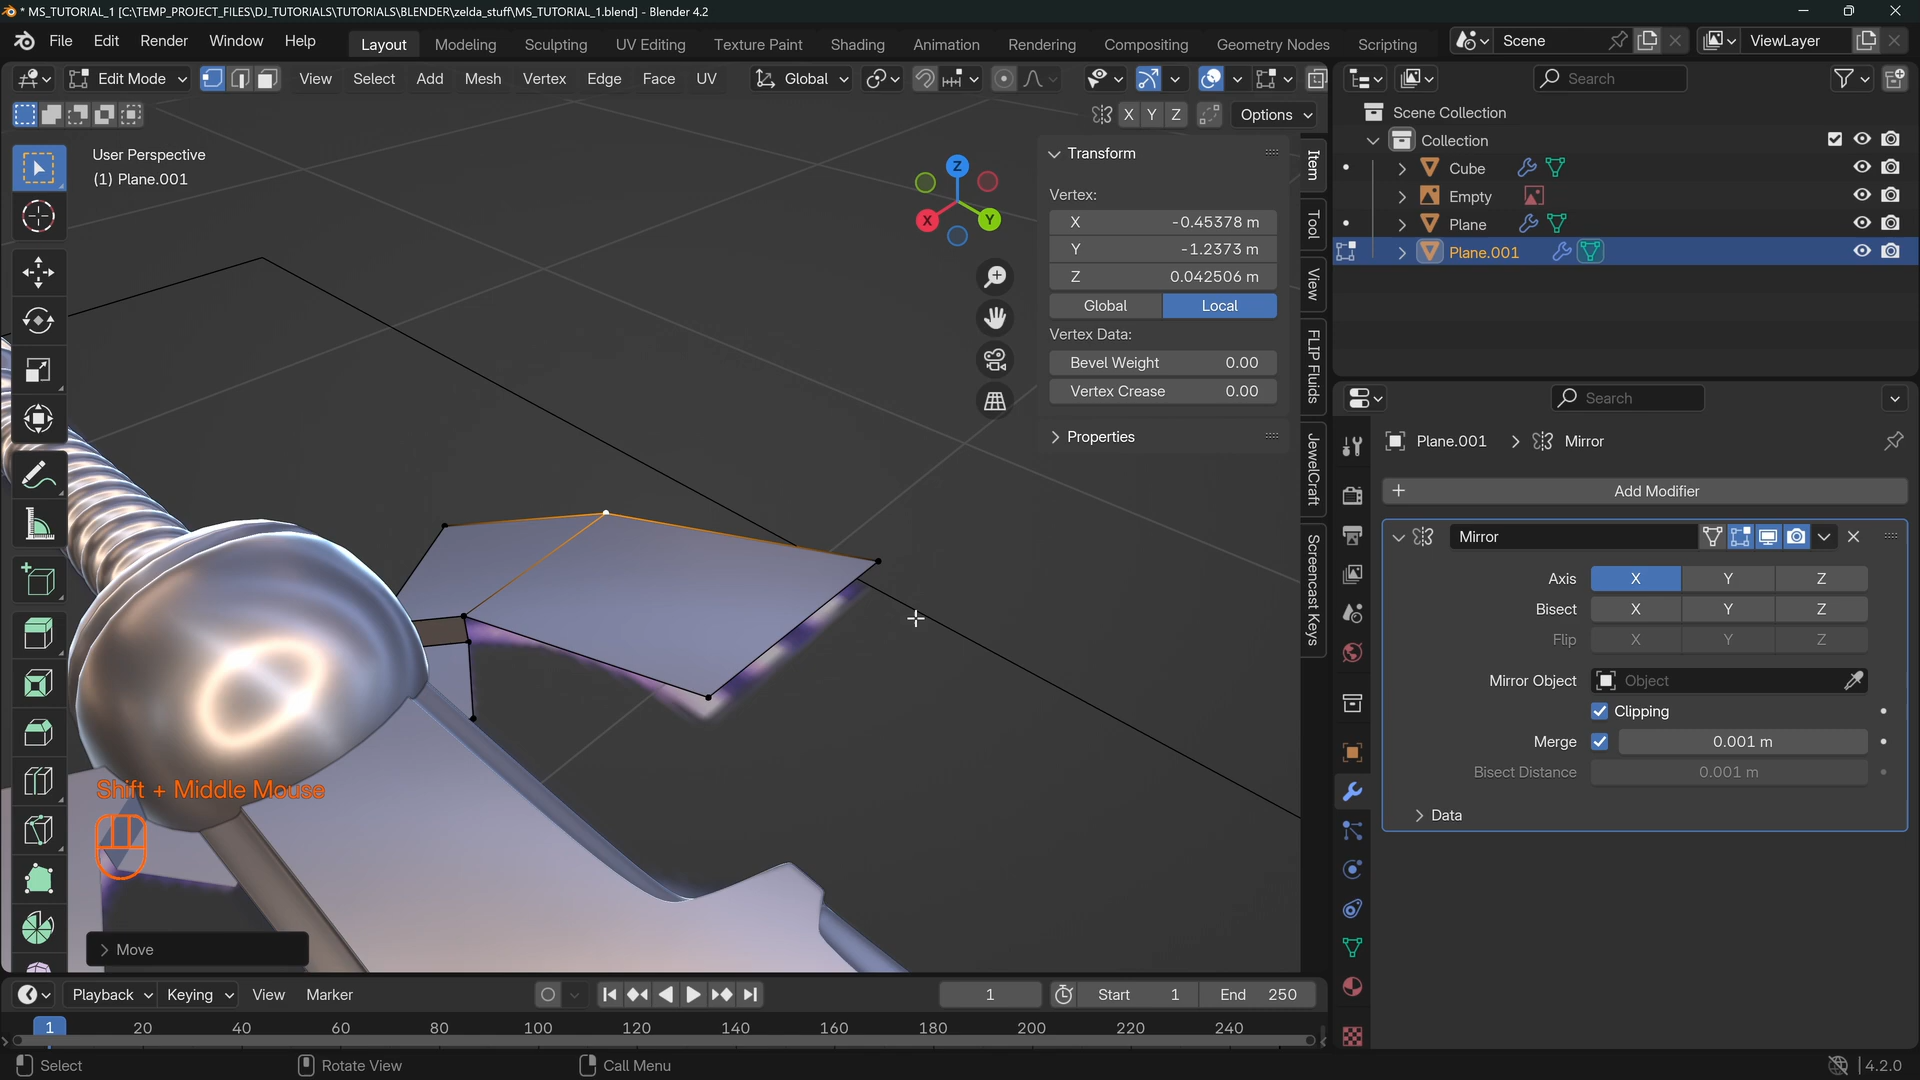 * MS_TUTORIAL_1 [C:\TEMP_PROJECT_FILES\DJ_TUTORIALS\TUTORIALS\BLENDER\zelda_stuff\MS_TUTORIAL_1.blend] - Blender 4.2
File Edit Render Window Help Layout Modeling Sculpting UV Editing Texture Paint Shading Animation Rendering Compositing Geometry Nodes Scripting Scene ViewLayer
Edit Mode View Select Add Mesh Vertex Edge Face UV Global
Search
X Y Z Options
Scene Collection
Collection
Cube
Empty
Plane
Plane.001
User Perspective
(1) Plane.001
Z
X
Y
Transform
Vertex:
X -0.45378 m
Y -1.2373 m
Z 0.042506 m
Global Local
Vertex Data:
Bevel Weight 0.00
Vertex Crease 0.00
Properties
Item
Tool
View
FLIP Fluids
JewelCraft
Screencast Keys
Search
Plane.001 Mirror
Add Modifier
Mirror
Axis X Y Z
Bisect X Y Z
Flip X Y Z
Mirror Object Object
Clipping
Merge 0.001 m
Bisect Distance 0.001 m
Data
Shift + Middle Mouse
Move
Playback Keying View Marker 1 Start 1 End 250
1 20 40 60 80 100 120 140 160 180 200 220 240
Select Rotate View Call Menu 4.2.0